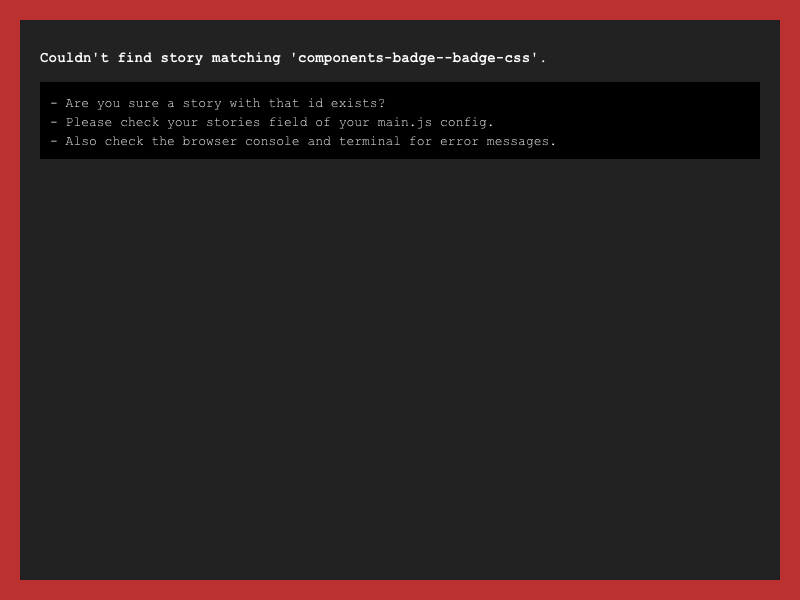 Couldn't find story matching 'components-badge--badge-css'.
- Are you sure a story with that id exists?
- Please check your stories field of your main.js config.
- Also check the browser console and terminal for error messages.